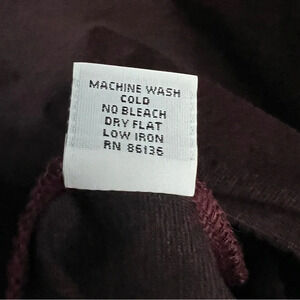 MACHINE WASH
COLD
NO BLEACH
DRY FLAT
LOW IRON
RN 86136